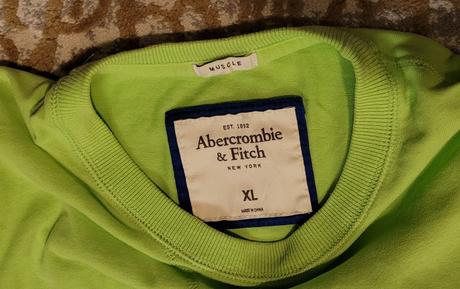 MUSCLE
EST. 1892
Abercrombie
& Fitch
NEW YORK
XL
MADE IN CHINA